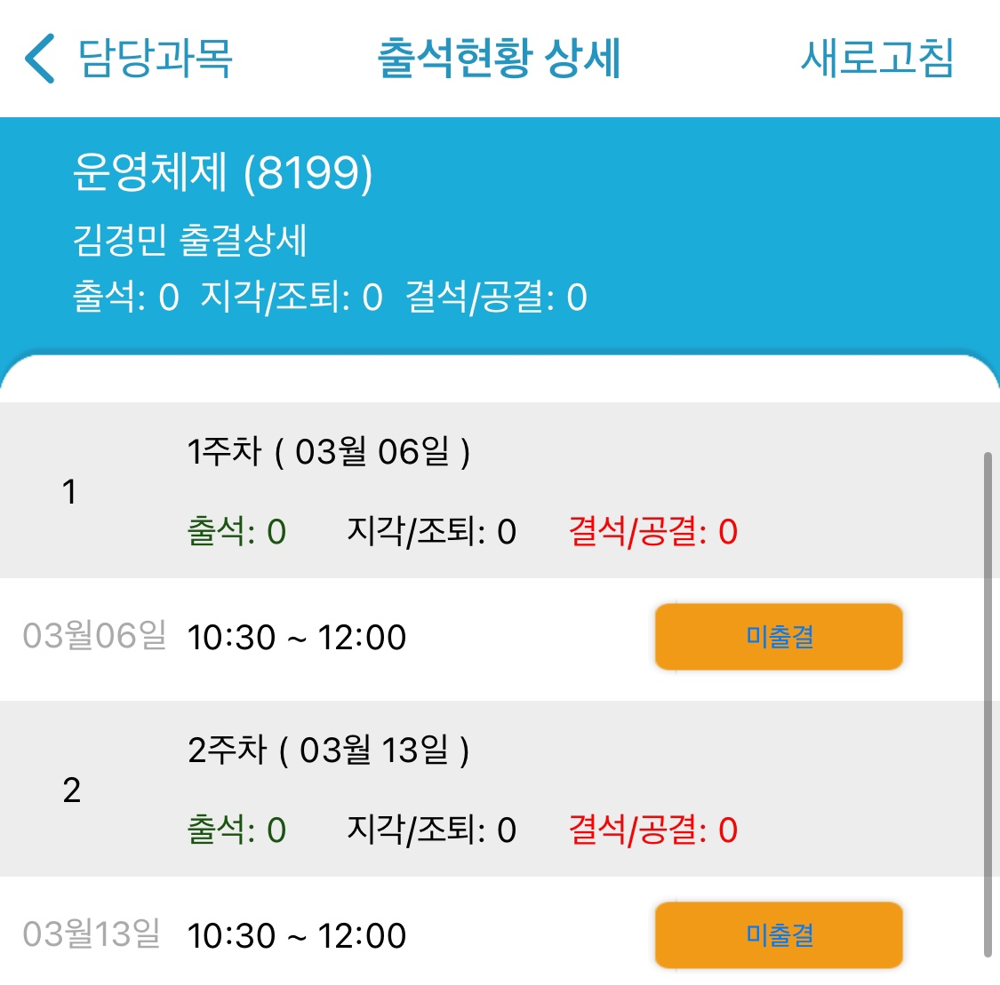 담당과목 출석현황 상세 새로고침
운영체제 (8199)
김경민 출결상세
출석: 0 지각/조퇴: 0 결석/공결: 0
1주차 ( 03월 06일 )
1
출석: 0 지각/조퇴: 0 결석/공결: 0
03월06일 10:30 ~ 12:00 미출결
2주차 ( 03월 13일 )
2
출석: 0 지각/조퇴: 0 결석/공결: 0
03월13일 10:30 ~ 12:00 미출결